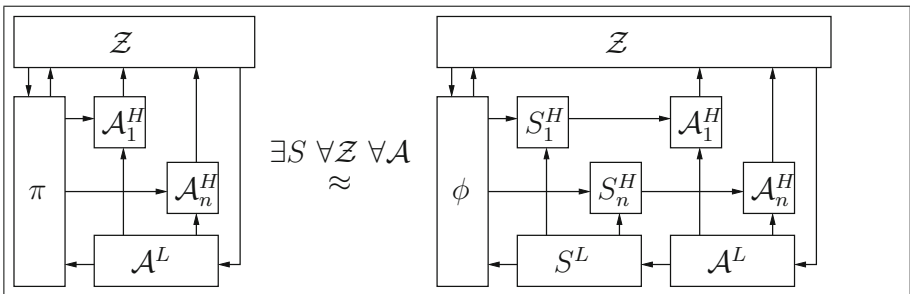 𝒵 𝒵
𝒜₁ᴴ S₁ᴴ 𝒜₁ᴴ
∃S ∀𝒵 ∀𝒜
≈
π 𝒜ₙᴴ ϕ Sₙᴴ 𝒜ₙᴴ
𝒜ᴸ Sᴸ 𝒜ᴸ